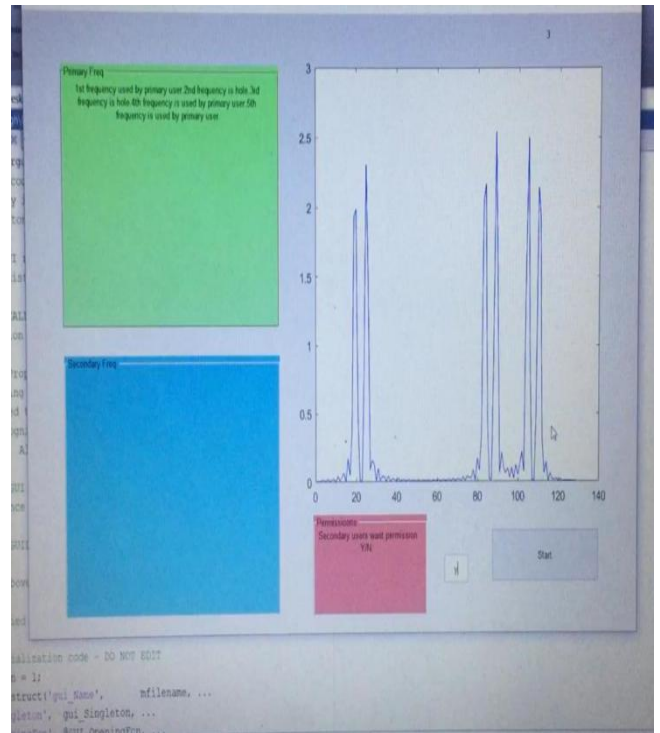 3
Primary Freq
1st frequency used by primary user.2nd frequency is hole.3rd
frequency is hole.4th frequency is used by primary user.5th
frequency is used by primary user.
3
2.5
2
1.5
1
0.5
0
0 20 40 60 80 100 120 140
Secondary Freq
Permissions
Secondary users want permission
Y/N
y
Start
ialization code - DO NOT EDIT
= 1;
struct('gui_Name', mfilename, ...
gui_Singleton, ...